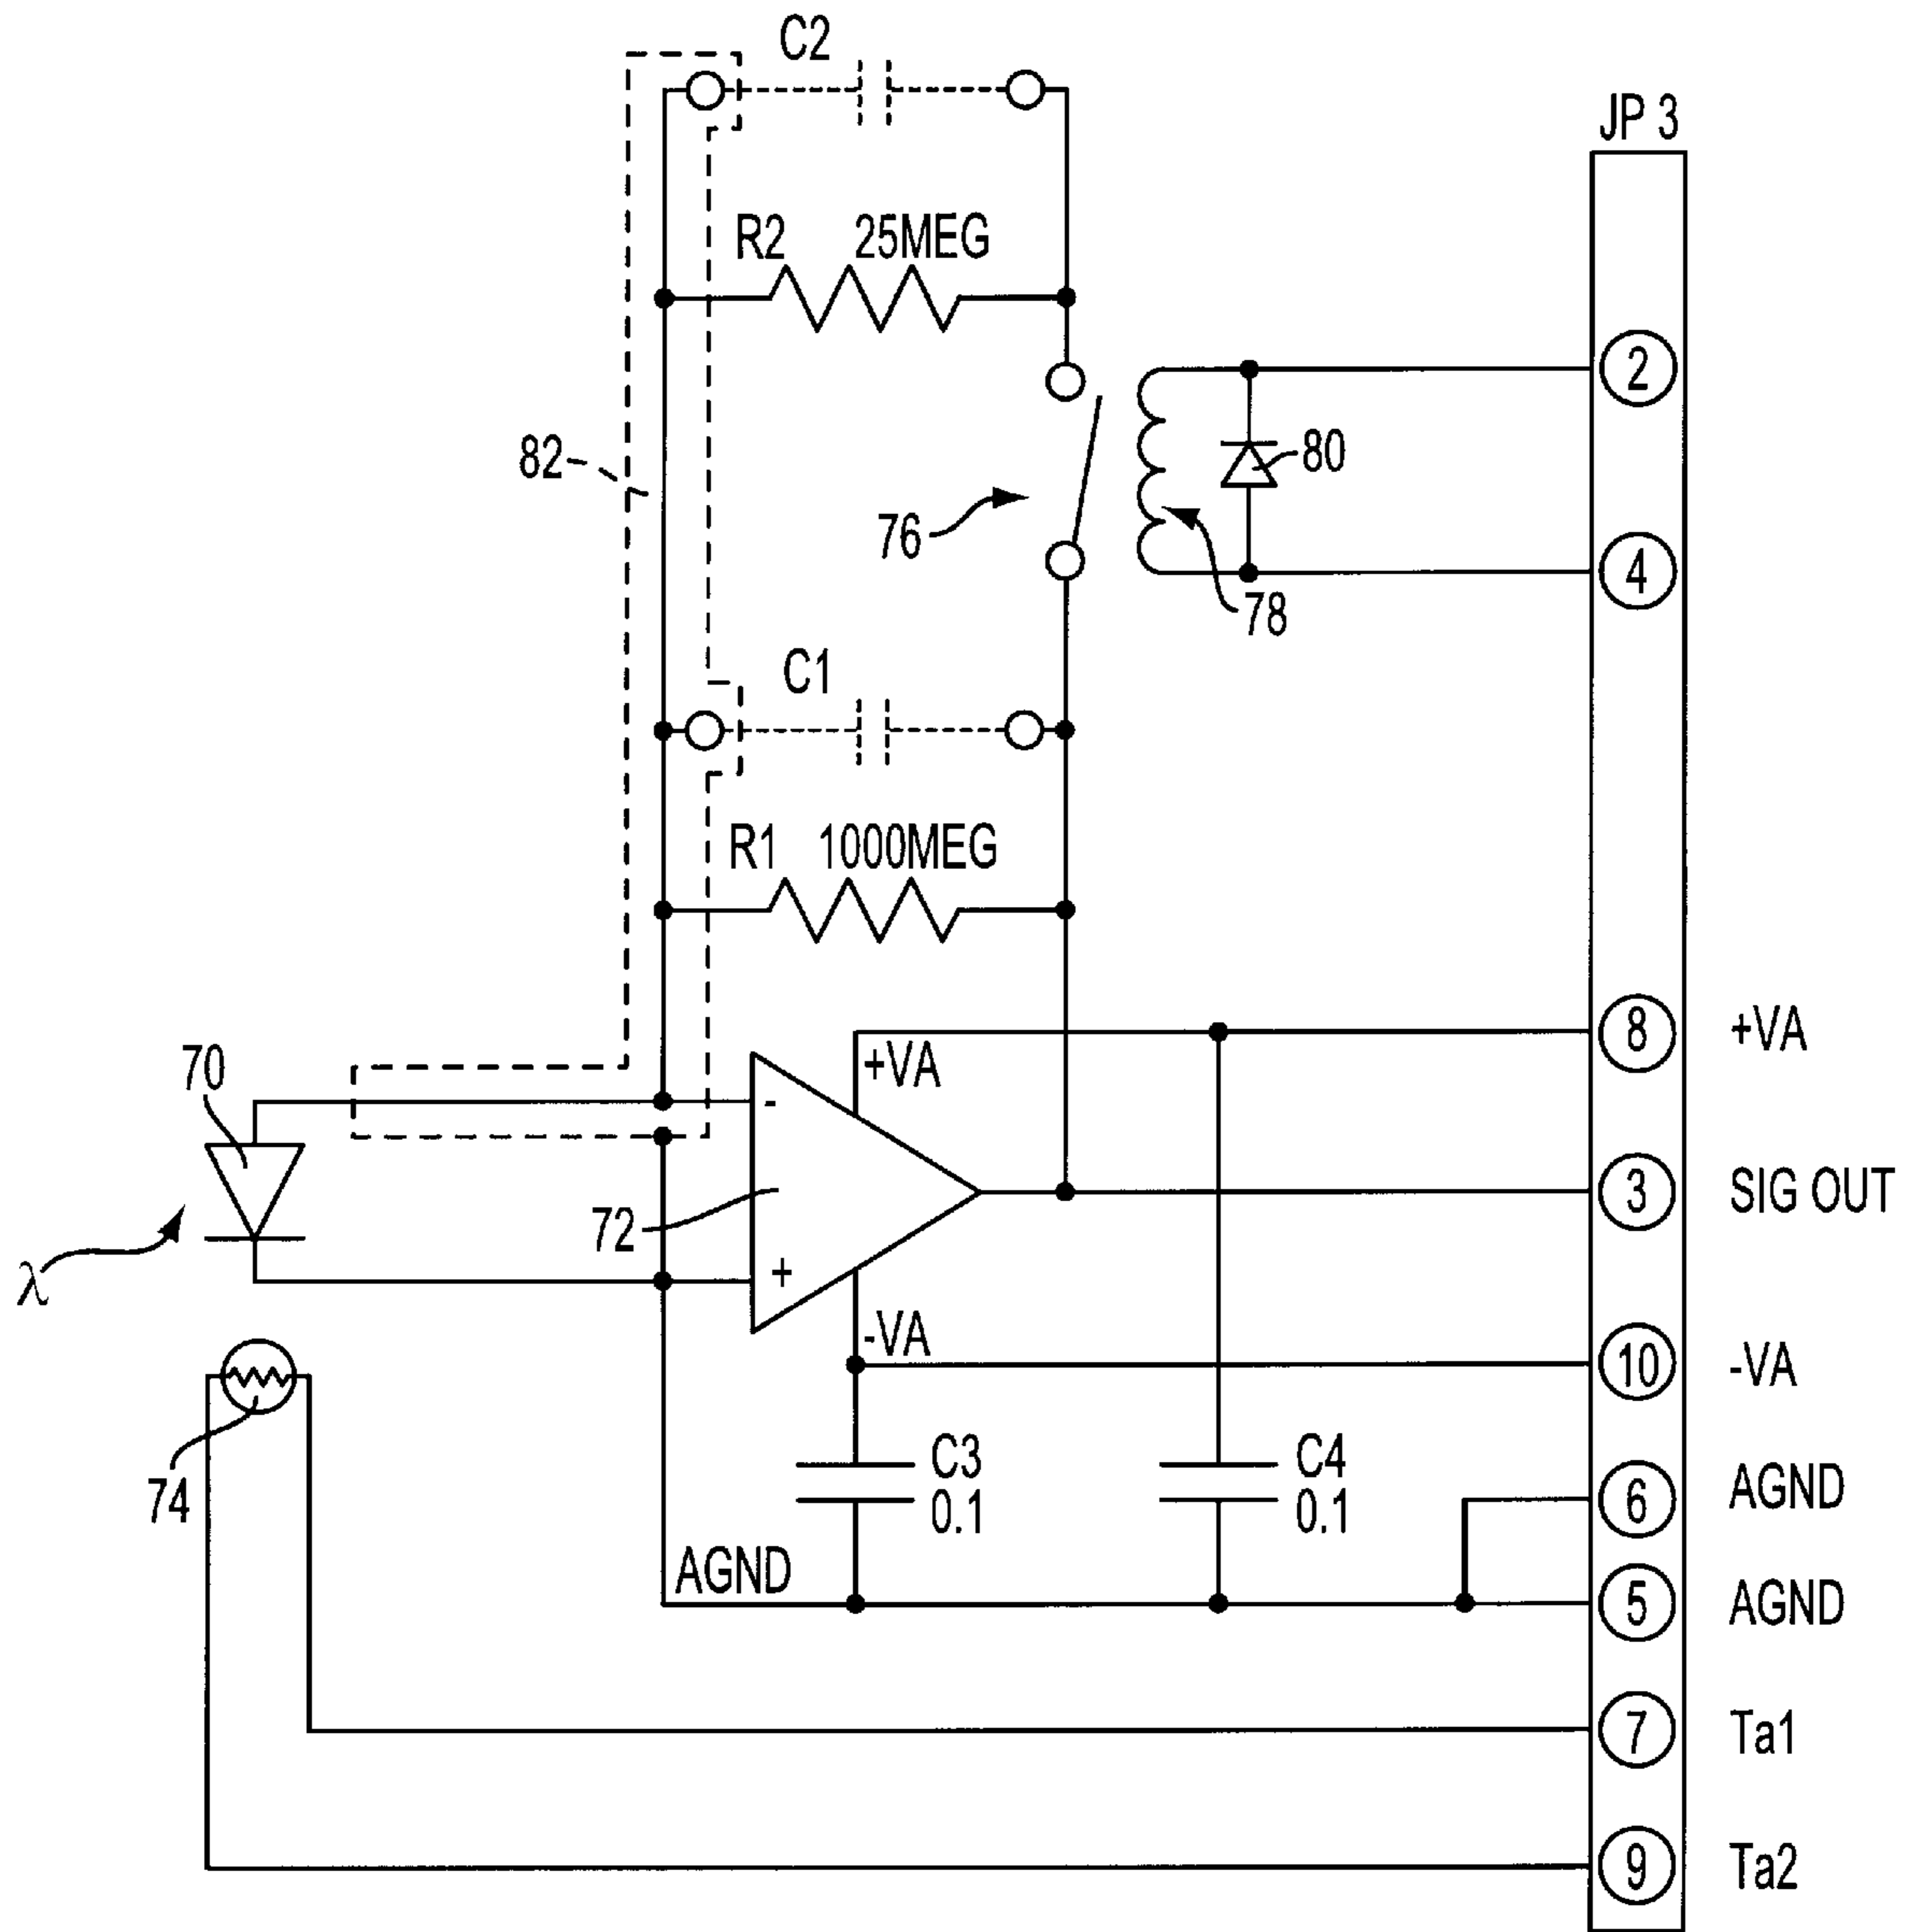 C2
JP 3
R2 25MEG
2
82
80
76
4
78
C1
R1 1000MEG
8 +VA
70
+VA
-
3 SIG OUT
72
λ
+
-VA
10 -VA
C3
0.1
C4
0.1
6 AGND
74
AGND
5 AGND
7 Ta1
9 Ta2